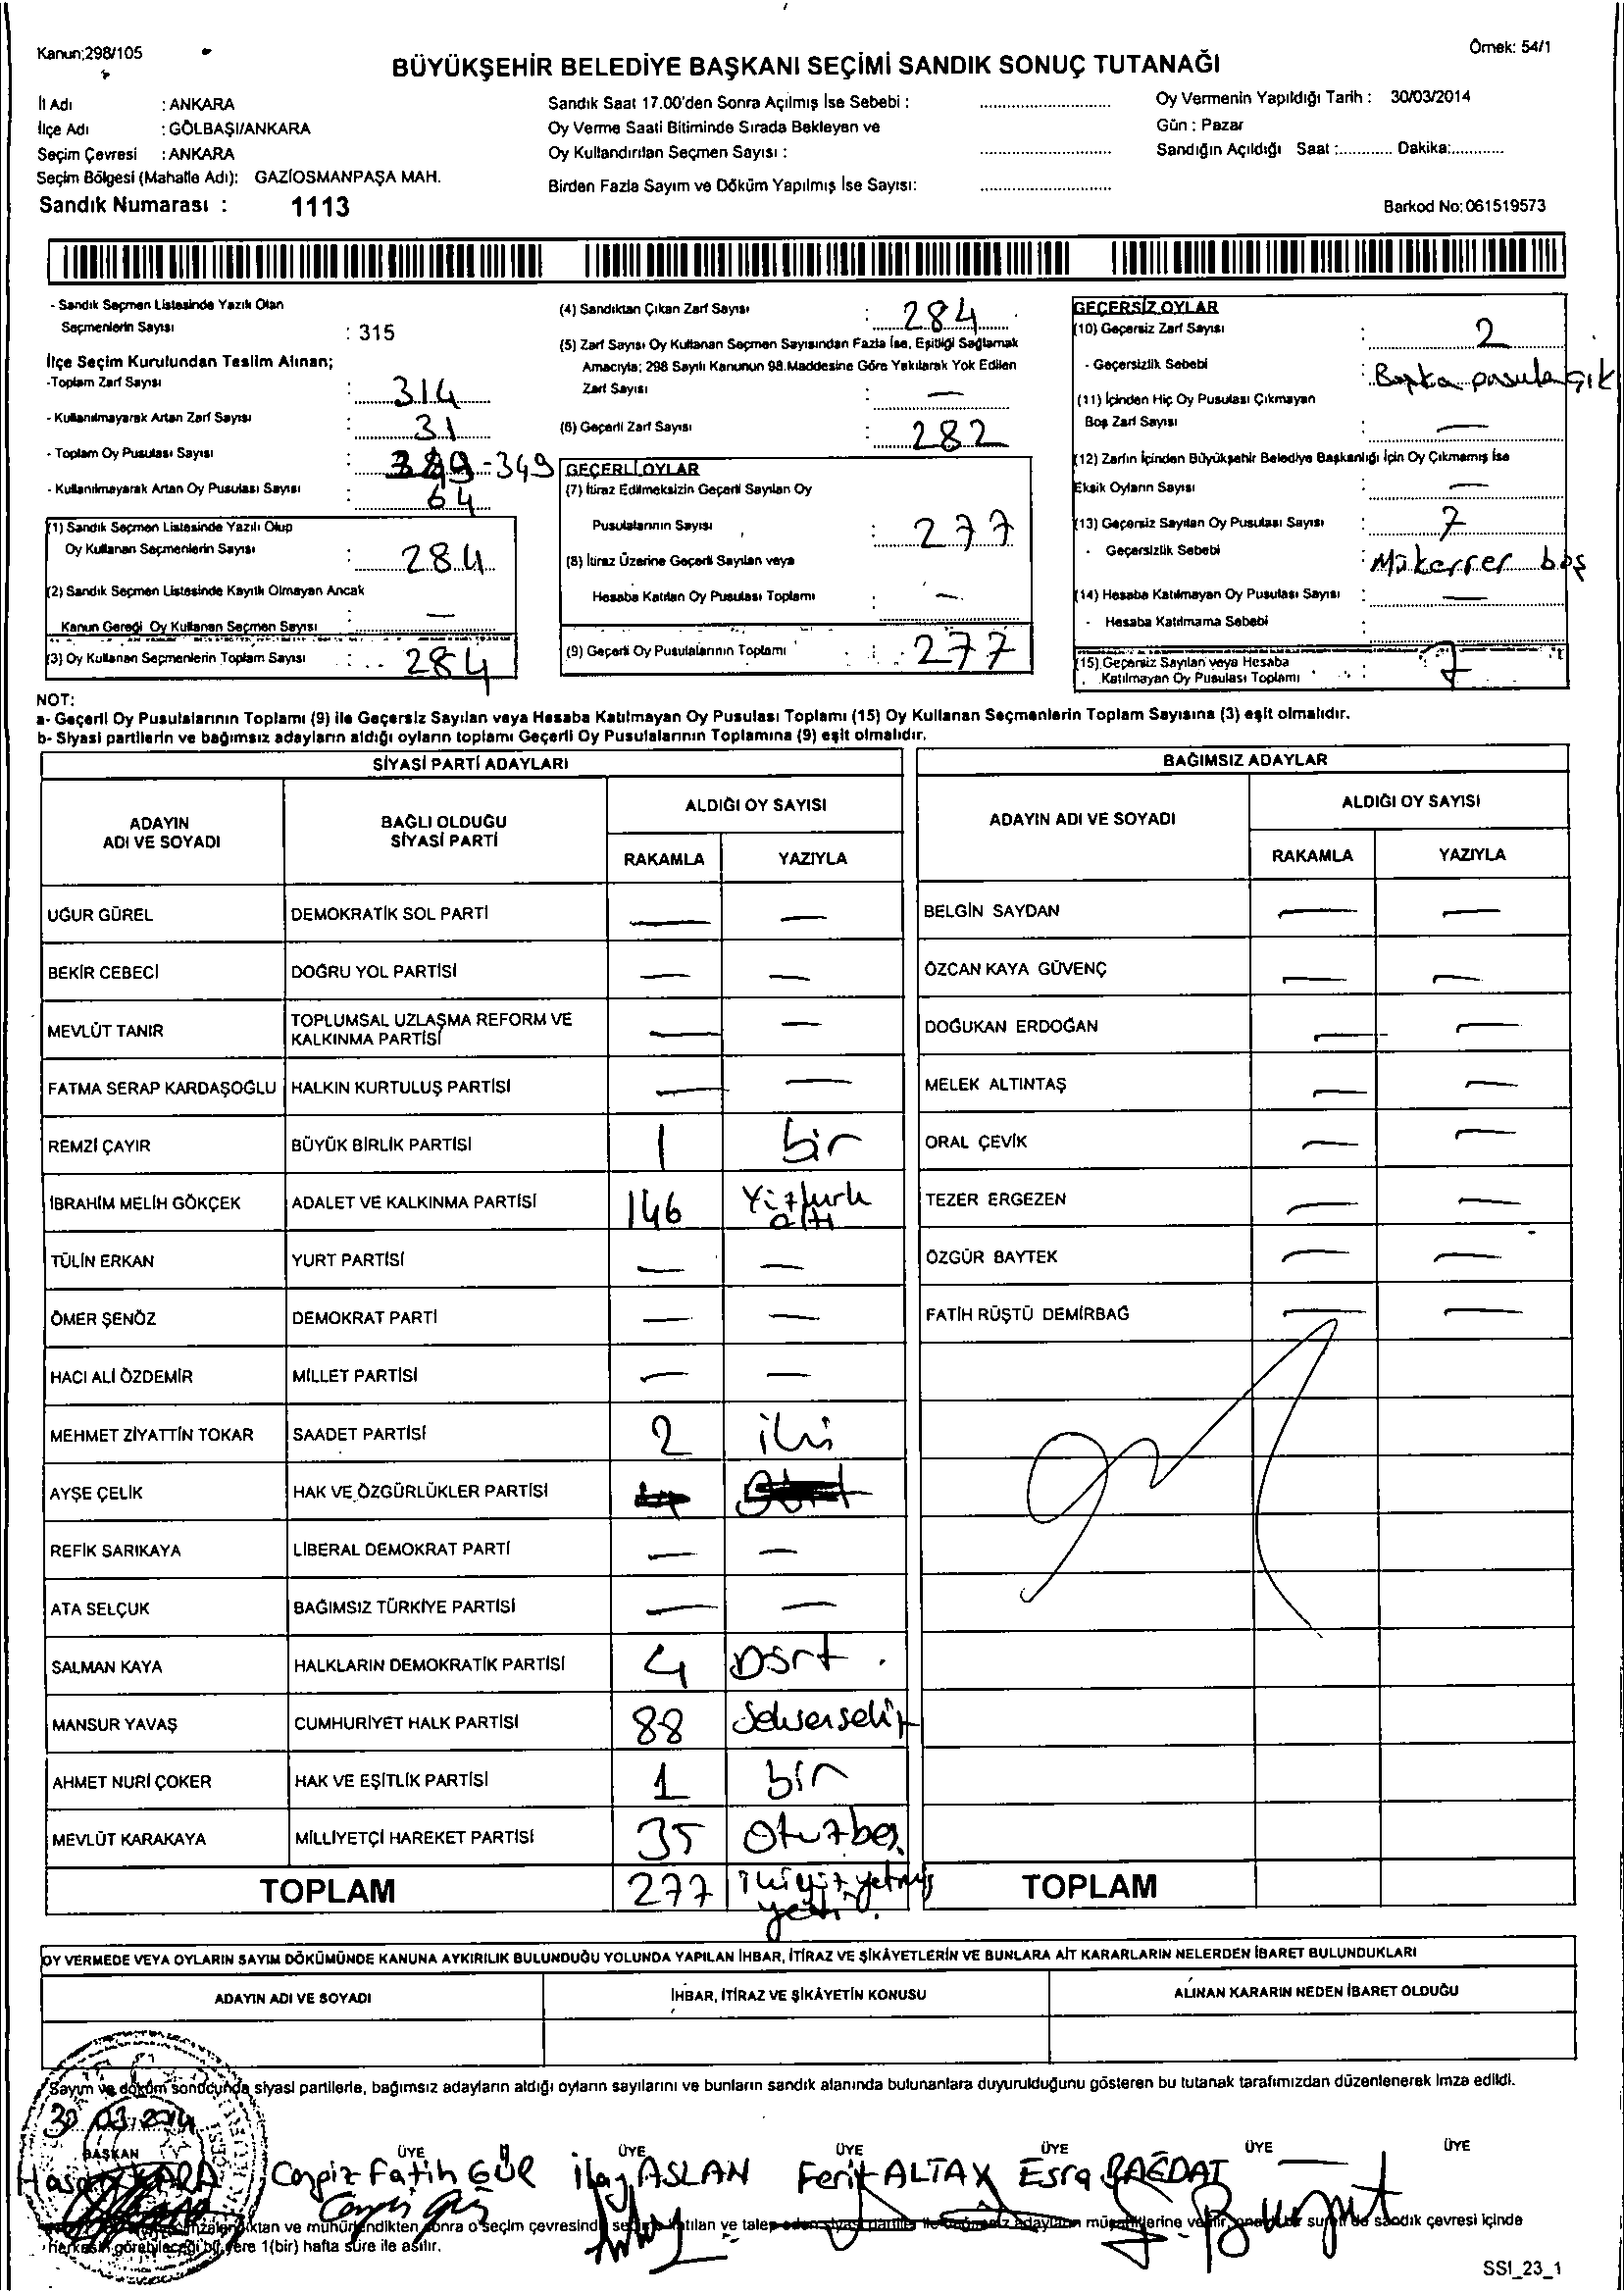 Kanun:298/105
Örnek: 54/1
BÜYÜKŞEHİR BELEDİYE BAŞKANI SEÇİMİ SANDIK SONUÇ TUTANAĞI
İl Adı : ANKARA
İlçe Adı : GÖLBAŞI/ANKARA
Seçim Çevresi : ANKARA
Seçim Bölgesi (Mahalle Adı): GAZİOSMANPAŞA MAH.
Sandık Numarası : 1113
Sandık Saat 17.00'den Sonra Açılmış İse Sebebi :
Oy Verme Saati Bitiminde Sırada Bekleyen ve
Oy Kullandırılan Seçmen Sayısı :
Birden Fazla Sayım ve Döküm Yapılmış İse Sayısı:
Oy Vermenin Yapıldığı Tarih : 30/03/2014
Gün : Pazar
Sandığın Açıldığı Saat :............ Dakika:............
Barkod No: 061519573
- Sandık Seçmen Listesinde Yazılı Olan
Seçmenlerin Sayısı : 315
İlçe Seçim Kurulundan Teslim Alınan;
-Toplam Zarf Sayısı : 314
- Kullanılmayarak Artan Zarf Sayısı : 31
- Toplam Oy Pusulası Sayısı : 349 - 349
- Kullanılmayarak Artan Oy Pusulası Sayısı : 64
(1) Sandık Seçmen Listesinde Yazılı Olup
Oy Kullanan Seçmenlerin Sayısı : 284
(2) Sandık Seçmen Listesinde Kayıtlı Olmayan Ancak
Kanun Gereği Oy Kullanan Seçmen Sayısı —
(3) Oy Kullanan Seçmenlerin Toplam Sayısı : 284
(4) Sandıktan Çıkan Zarf Sayısı : 284
(5) Zarf Sayısı Oy Kullanan Seçmen Sayısından Fazla İse, Eşitliği Sağlamak
Amacıyla; 298 Sayılı Kanunun 98.Maddesine Göre Yakılarak Yok Edilen
Zarf Sayısı : —
(6) Geçerli Zarf Sayısı : 282
GEÇERLİ OYLAR
(7) İtiraz Edilmeksizin Geçerli Sayılan Oy
Pusulalarının Sayısı : 277
(8) İtiraz Üzerine Geçerli Sayılan veya
Hesaba Katılan Oy Pusulası Toplamı : —
(9) Geçerli Oy Pusulalarının Toplamı : 277
GEÇERSİZ OYLAR
(10) Geçersiz Zarf Sayısı : 2
- Geçersizlik Sebebi : Başka pusula çık
(11) İçinden Hiç Oy Pusulası Çıkmayan
Boş Zarf Sayısı : —
(12) Zarfın İçinden Büyükşehir Belediye Başkanlığı İçin Oy Çıkmamış İse
Eksik Oyların Sayısı : —
(13) Geçersiz Sayılan Oy Pusulası Sayısı : 7
- Geçersizlik Sebebi : Mükerrer boş
(14) Hesaba Katılmayan Oy Pusulası Sayısı : —
- Hesaba Katılmama Sebebi :
(15) Geçersiz Sayılan veya Hesaba
Katılmayan Oy Pusulası Toplamı : 7
NOT:
a- Geçerli Oy Pusulalarının Toplamı (9) ile Geçersiz Sayılan veya Hesaba Katılmayan Oy Pusulası Toplamı (15) Oy Kullanan Seçmenlerin Toplam Sayısına (3) eşit olmalıdır.
b- Siyasi partilerin ve bağımsız adayların aldığı oyların toplamı Geçerli Oy Pusulalarının Toplamına (9) eşit olmalıdır.
SİYASİ PARTİ ADAYLARI
ADAYIN ADI VE SOYADI BAĞLI OLDUĞU SİYASİ PARTİ ALDIĞI OY SAYISI
RAKAMLA YAZIYLA
UĞUR GÜREL DEMOKRATİK SOL PARTİ — —
BEKİR CEBECİ DOĞRU YOL PARTİSİ — —
MEVLÜT TANIR TOPLUMSAL UZLAŞMA REFORM VE KALKINMA PARTİSİ — —
FATMA SERAP KARDAŞOĞLU HALKIN KURTULUŞ PARTİSİ — —
REMZİ ÇAYIR BÜYÜK BİRLİK PARTİSİ 1 bir
İBRAHİM MELİH GÖKÇEK ADALET VE KALKINMA PARTİSİ 146 Yüzkırk altı
TÜLİN ERKAN YURT PARTİSİ — —
ÖMER ŞENÖZ DEMOKRAT PARTİ — —
HACI ALİ ÖZDEMİR MİLLET PARTİSİ — —
MEHMET ZİYATTİN TOKAR SAADET PARTİSİ 2 iki
AYŞE ÇELİK HAK VE ÖZGÜRLÜKLER PARTİSİ
REFİK SARIKAYA LİBERAL DEMOKRAT PARTİ — —
ATA SELÇUK BAĞIMSIZ TÜRKİYE PARTİSİ — —
SALMAN KAYA HALKLARIN DEMOKRATİK PARTİSİ 4 Dört
MANSUR YAVAŞ CUMHURİYET HALK PARTİSİ 88 Seksensekiz
AHMET NURİ ÇOKER HAK VE EŞİTLİK PARTİSİ 1 bir
MEVLÜT KARAKAYA MİLLİYETÇİ HAREKET PARTİSİ 35 Otuzbeş
TOPLAM 277 ikiyüzyetmiş yedi.
BAĞIMSIZ ADAYLAR
ADAYIN ADI VE SOYADI ALDIĞI OY SAYISI
RAKAMLA YAZIYLA
BELGİN SAYDAN — —
ÖZCAN KAYA GÜVENÇ — —
DOĞUKAN ERDOĞAN — —
MELEK ALTINTAŞ — —
ORAL ÇEVİK — —
TEZER ERGEZEN — —
ÖZGÜR BAYTEK — —
FATİH RÜŞTÜ DEMİRBAĞ — —
TOPLAM
OY VERMEDE VEYA OYLARIN SAYIM DÖKÜMÜNDE KANUNA AYKIRILIK BULUNDUĞU YOLUNDA YAPILAN İHBAR, İTİRAZ VE ŞİKÂYETLERİN VE BUNLARA AİT KARARLARIN NELERDEN İBARET BULUNDUKLARI
ADAYIN ADI VE SOYADI İHBAR, İTİRAZ VE ŞİKÂYETİN KONUSU ALINAN KARARIN NEDEN İBARET OLDUĞU
Sayım ve döküm sonucunda siyasi partilerle, bağımsız adayların aldığı oyların sayılarını ve bunların sandık alanında bulunanlara duyurulduğunu gösteren bu tutanak tarafımızdan düzenlenerek imza edildi.
30.03.2014
BAŞKAN ÜYE ÜYE ÜYE ÜYE ÜYE ÜYE
Hasan KARA Cengiz Fatih GÜR ilay ASLAN Ferit ALTAY Esra BAĞDAT —
ve mühürlendikten sonra o seçim çevresinde seçime katılan ve talep eden siyasi partiler ile bağımsız adayların müşahitlerine verilir, onaylı bir sureti de sandık çevresi içinde
herkesin görebileceği bir yere 1(bir) hafta süre ile asılır.
SSI_23_1